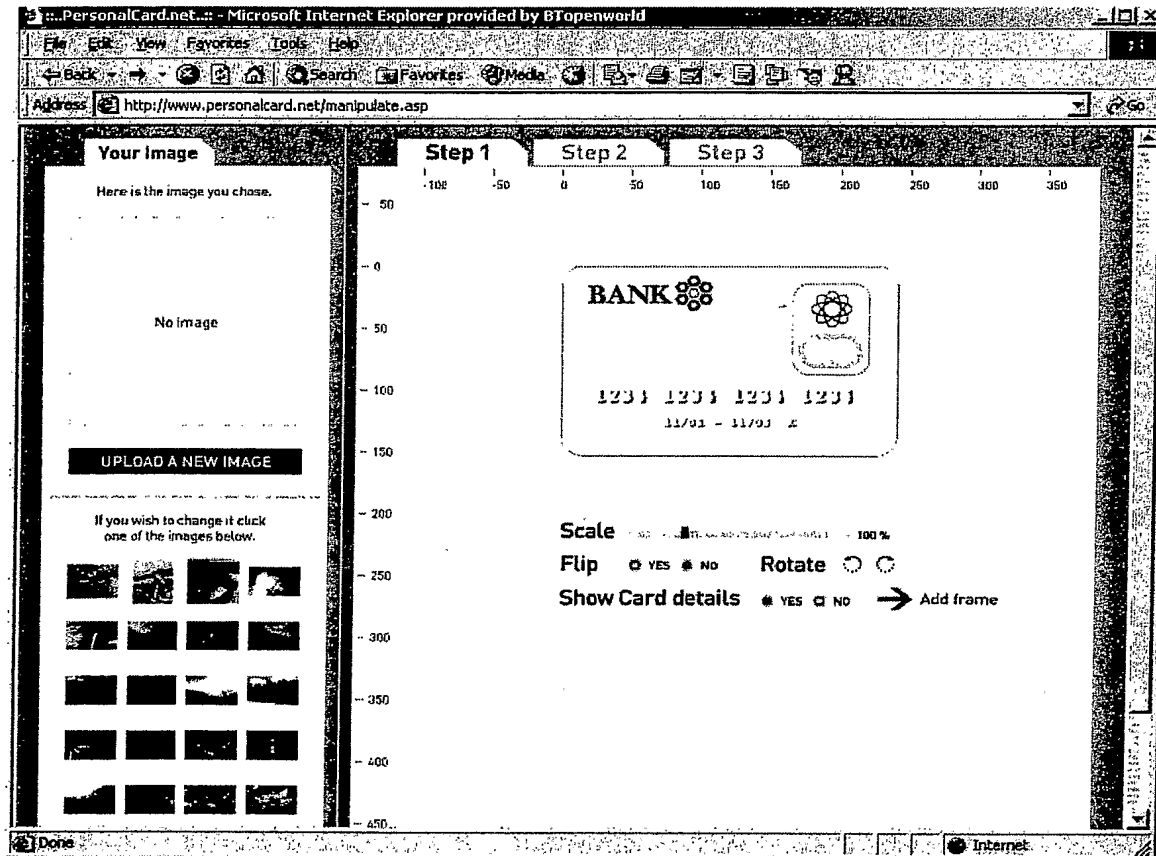 ::..PersonalCard.net..:: - Microsoft Internet Explorer provided by BTopenworld
File Edit View Favorites Tools Help
Back Search Favorites Media
Address http://www.personalcard.net/manipulate.asp Go
Your Image
Step 1 Step 2 Step 3
Here is the image you chose.
-100 -50 0 50 100 150 200 250 300 350
- 50
- 0
BANK
No image
- 50
- 100
1234 1234 1234 1234
11/01 - 11/03
- 150
UPLOAD A NEW IMAGE
- 200
If you wish to change it click
one of the images below.
Scale 100 %
- 250
Flip YES NO Rotate
Show Card details YES NO Add frame
- 300
- 350
- 400
- 450
Done Internet